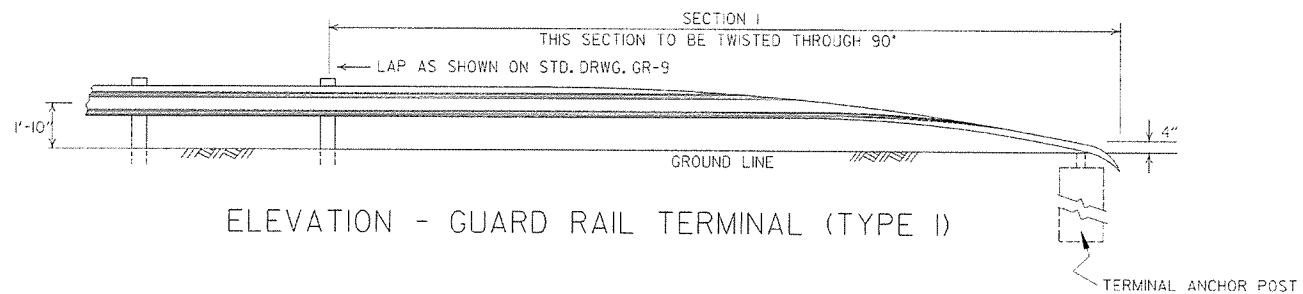 SECTION I
THIS SECTION TO BE TWISTED THROUGH 90°
LAP AS SHOWN ON STD. DRWG. GR-9
1'-10"
4"
GROUND LINE
ELEVATION - GUARD RAIL TERMINAL (TYPE I)
TERMINAL ANCHOR POST